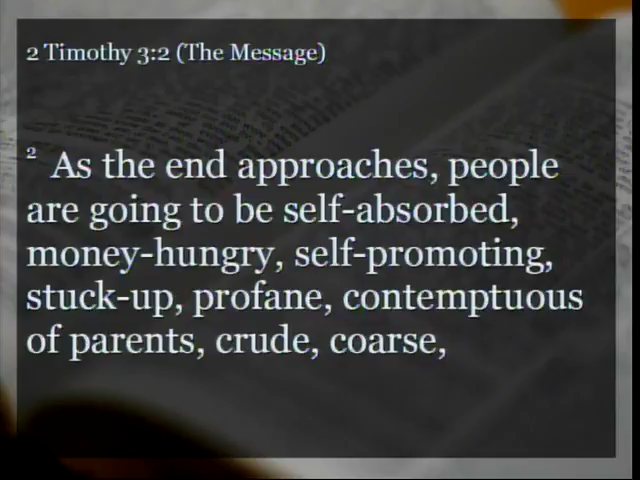 2 Timothy 3:2 (The Message)
2 As the end approaches, people
are going to be self-absorbed,
money-hungry, self-promoting,
stuck-up, profane, contemptuous
of parents, crude, coarse,